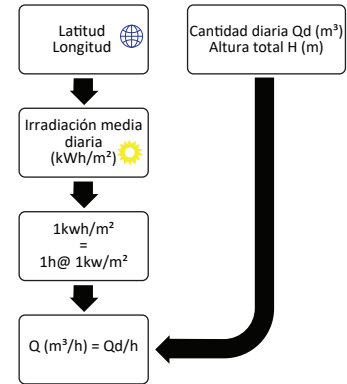 Latitud
Longitud
Cantidad diaria Qd (m³)
Altura total H (m)
Irradiación media
diaria
(kWh/m²)
1kwh/m²
=
1h@ 1kw/m²
Q (m³/h) = Qd/h